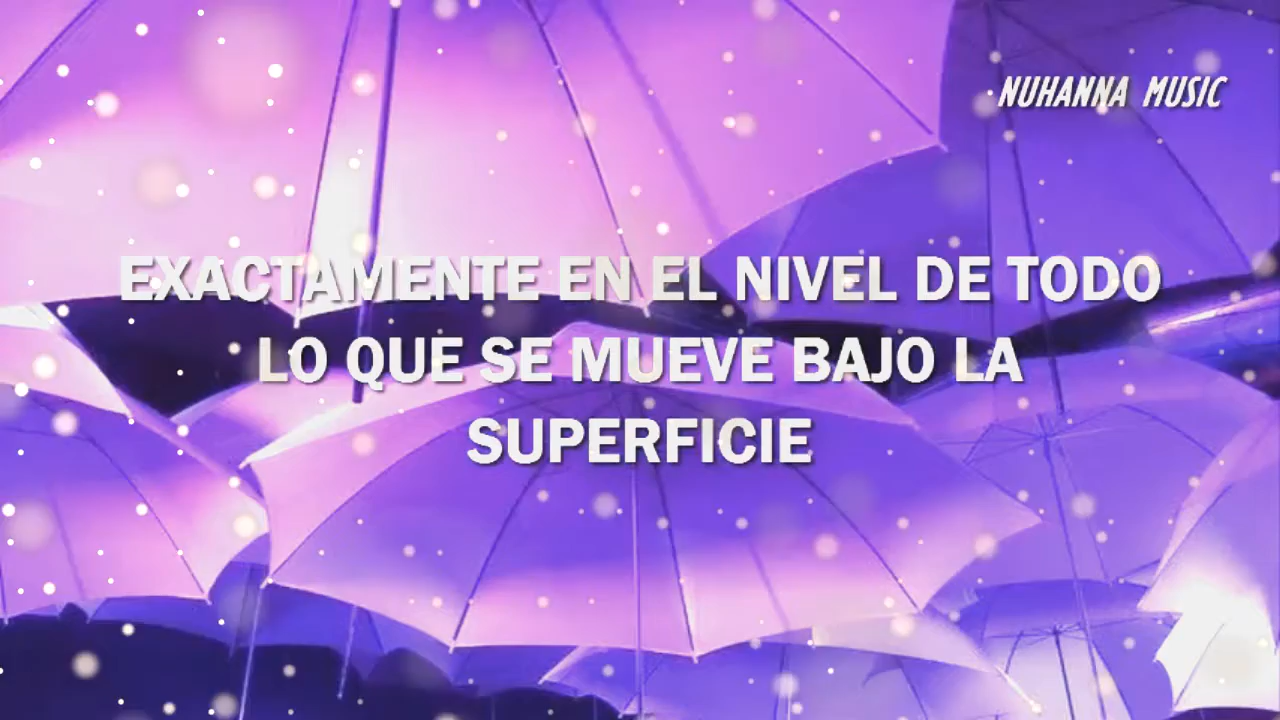 NUHANNA MUSIC
EXACTAMENTE EN EL NIVEL DE TODO
LO QUE SE MUEVE BAJO LA
SUPERFICIE